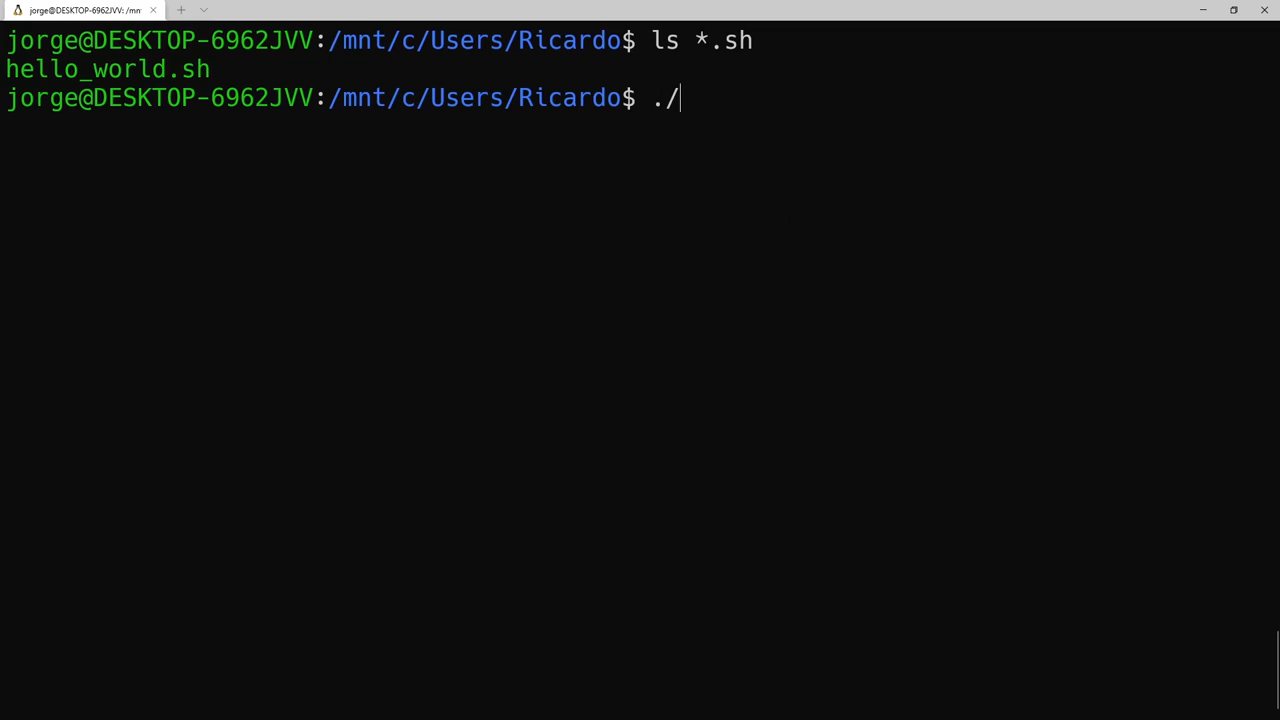 jorge@DESKTOP-6962JVV: /mn
jorge@DESKTOP-6962JVV:/mnt/c/Users/Ricardo$ ls *.sh
hello_world.sh
jorge@DESKTOP-6962JVV:/mnt/c/Users/Ricardo$ ./